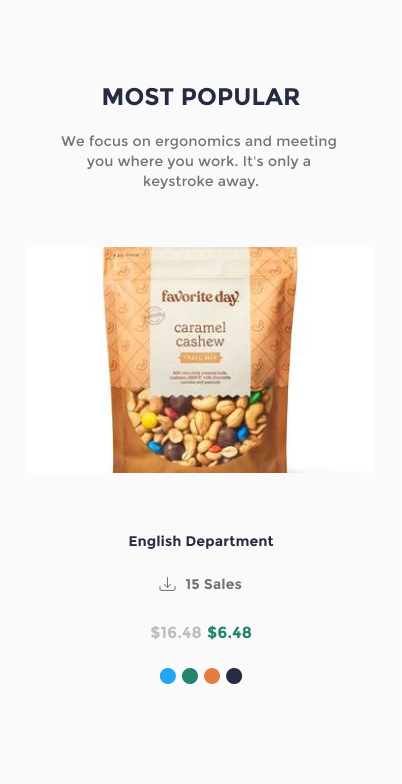 MOST POPULAR
We focus on ergonomics and meeting
you where you work. It's only a
keystroke away.
favorite day.
caramel
cashew
TRAIL MIX
English Department
15 Sales
$16.48 $6.48